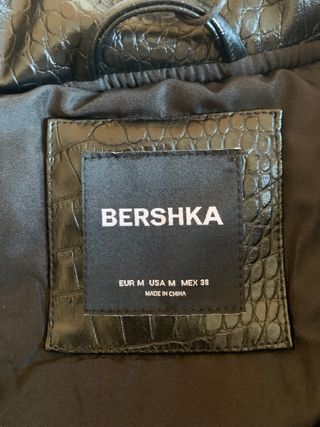 BERSHKA
EUR M USA M MEX 38
MADE IN CHINA